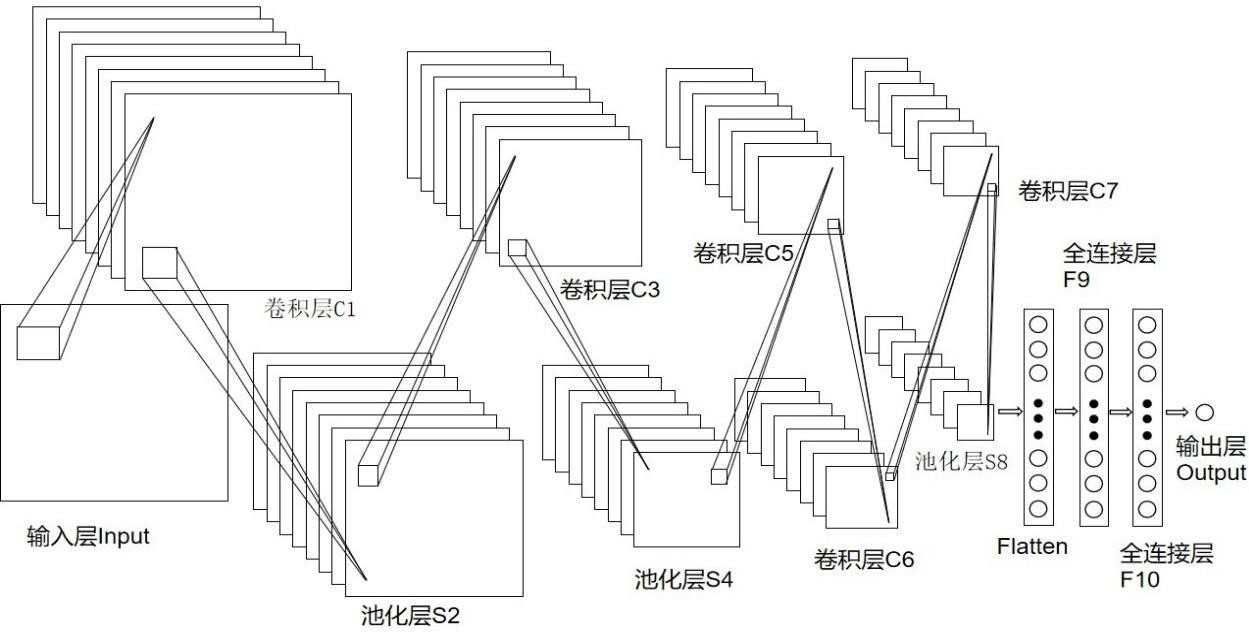 卷积层C7
卷积层C5
全连接层
F9
卷积层C3
卷积层C1
池化层S8
输出层
Output
输入层Input
Flatten
全连接层
F10
卷积层C6
池化层S4
池化层S2